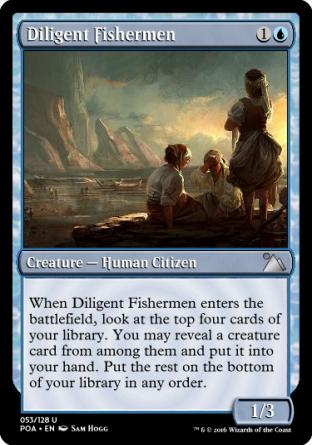 Diligent Fishermen 1
Creature — Human Citizen
When Diligent Fishermen enters the
battlefield, look at the top four cards of
your library. You may reveal a creature
card from among them and put it into
your hand. Put the rest on the bottom
of your library in any order.
1/3
053/128 U
POA • EN Sam Hogg
™ & © 2016 Wizards of the Coast